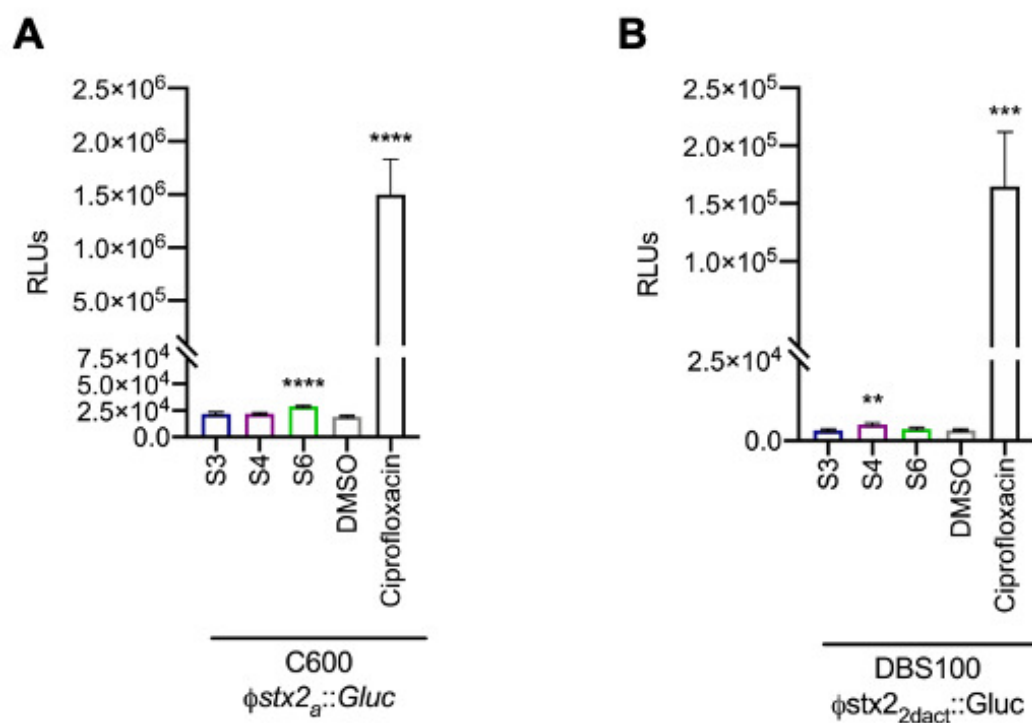 A
2.5×10⁶
2.0×10⁶
1.5×10⁶
1.0×10⁶
5.0×10⁵
7.5×10⁴
5.0×10⁴
2.5×10⁴
0.0
RLUs
****
****
S3
S4
S6
DMSO
Ciprofloxacin
C600
ϕstx2ₐ::Gluc
B
2.5×10⁵
2.0×10⁵
1.5×10⁵
1.0×10⁵
2.5×10⁴
0.0
RLUs
**
***
S3
S4
S6
DMSO
Ciprofloxacin
DBS100
ϕstx2₂dact::Gluc